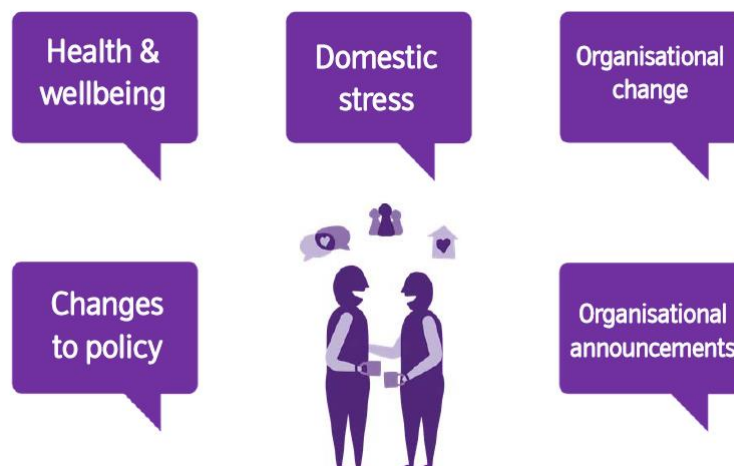 Health &
wellbeing
Domestic
stress
Organisational
change
Changes
to policy
Organisational
announcements